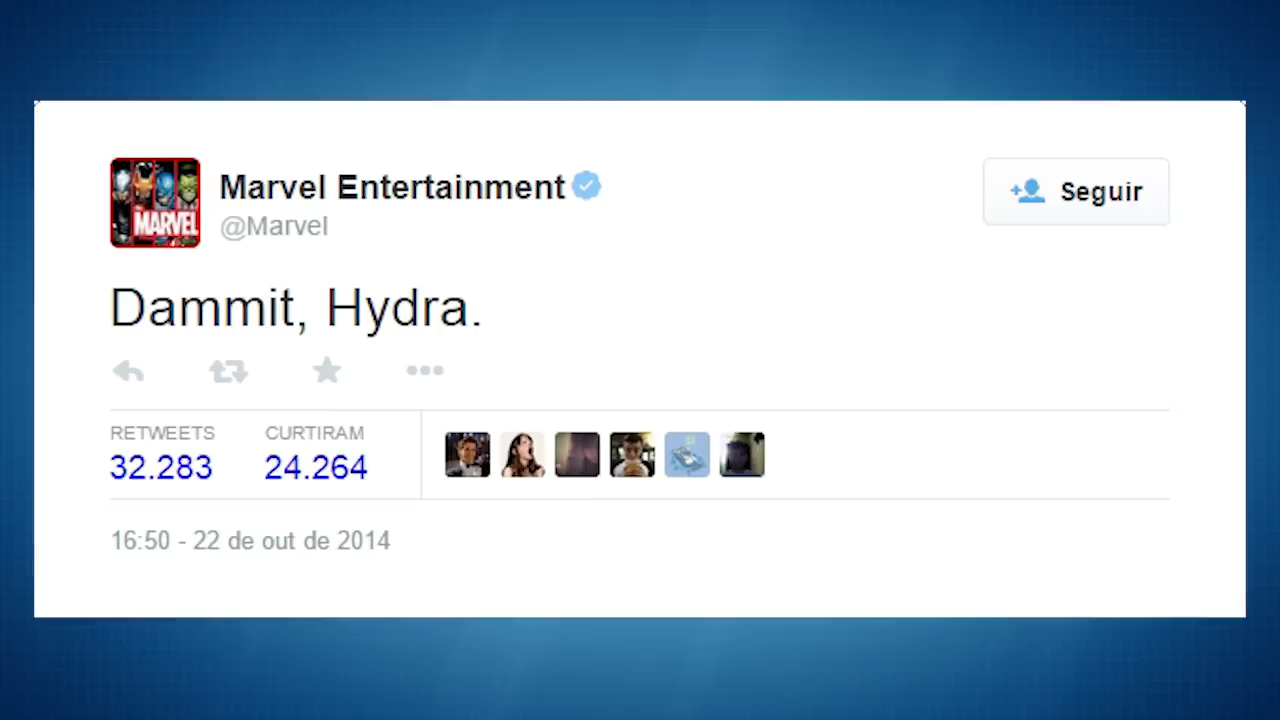 MARVEL
Marvel Entertainment
@Marvel
Seguir
Dammit, Hydra.
RETWEETS CURTIRAM
32.283 24.264
16:50 - 22 de out de 2014